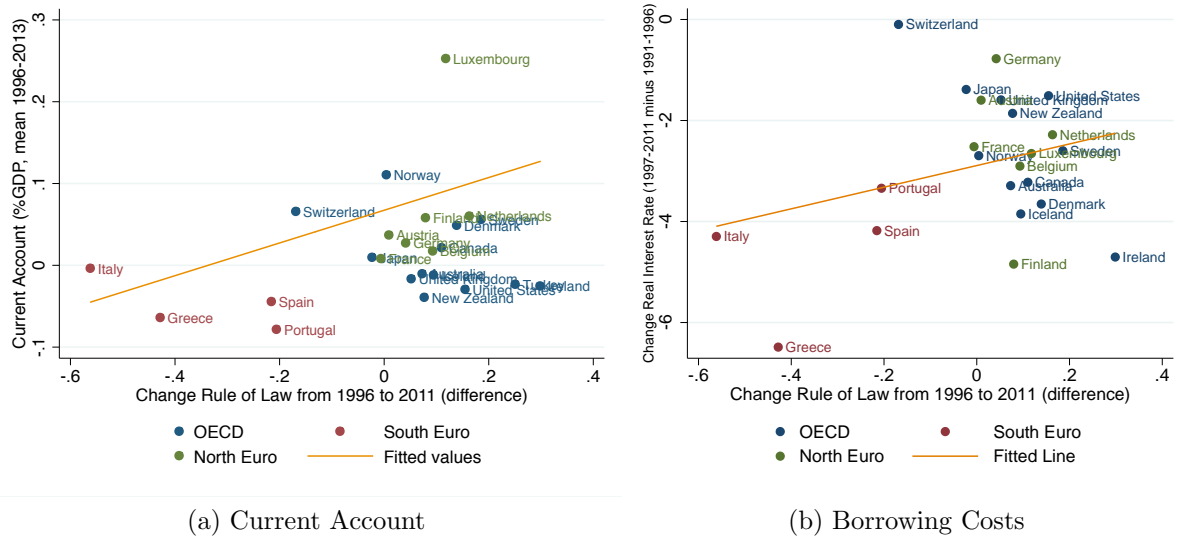 Current Account (%GDP, mean 1996-2013)
.3
.2
.1
0
-.1
Luxembourg
Norway
Switzerland
Finland
Netherlands
Sweden
Denmark
Austria
Germany
Canada
Belgium
Japan
France
Italy
Australia
United Kingdom
Turkey
Ireland
United States
New Zealand
Spain
Greece
Portugal
-.6 -.4 -.2 0 .2 .4
Change Rule of Law from 1996 to 2011 (difference)
OECD South Euro
North Euro Fitted values
(a) Current Account
Change Real Interest Rate (1997-2011 minus 1991-1996)
0
-2
-4
-6
Switzerland
Germany
Japan
Austria
United Kingdom
United States
New Zealand
Netherlands
France
Sweden
Norway
Luxembourg
Belgium
Canada
Australia
Portugal
Denmark
Iceland
Spain
Italy
Ireland
Finland
Greece
-.6 -.4 -.2 0 .2 .4
Change Rule of Law from 1996 to 2011 (difference)
OECD South Euro
North Euro Fitted Line
(b) Borrowing Costs